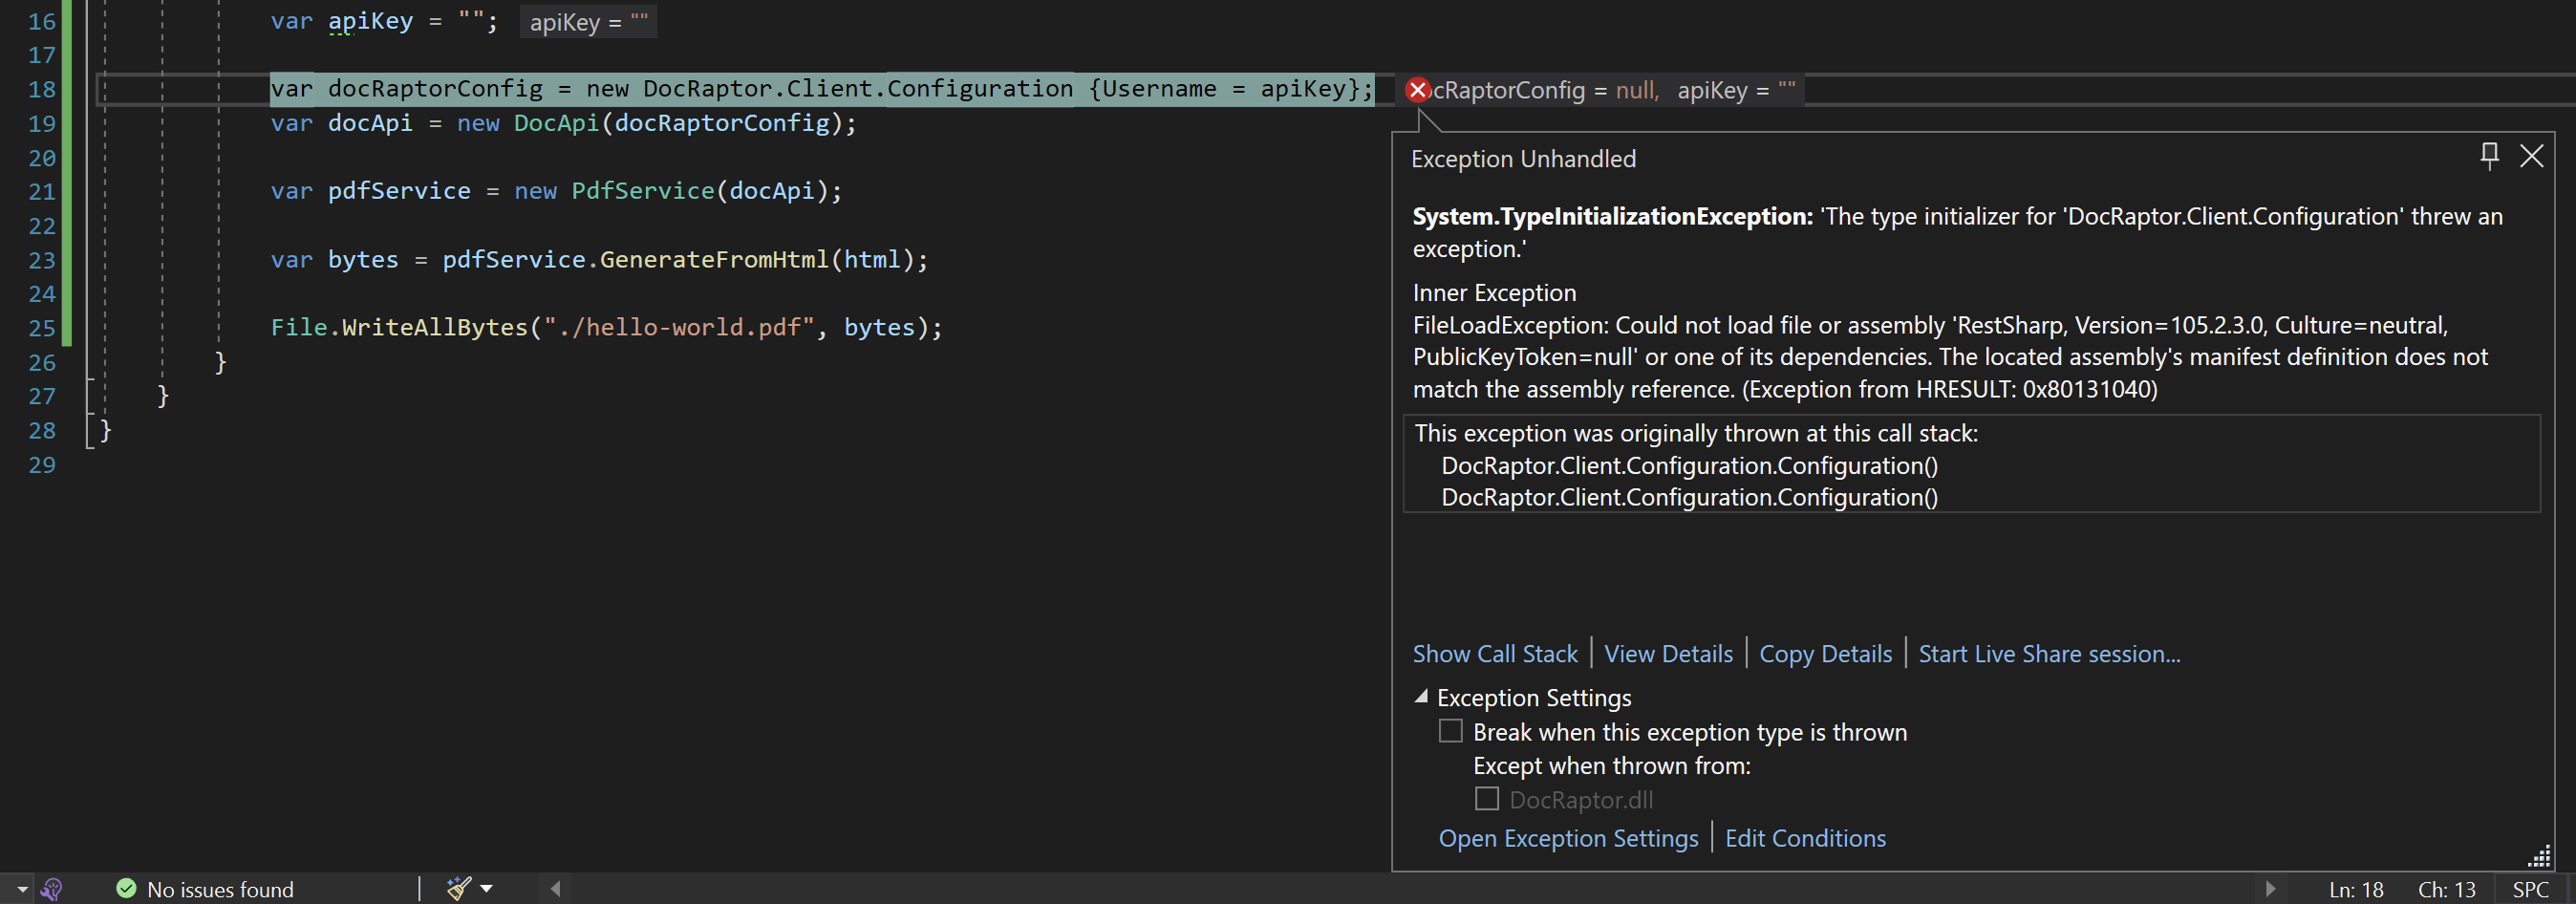 16 var apiKey = ""; apiKey = ""
17
18 var docRaptorConfig = new DocRaptor.Client.Configuration {Username = apiKey}; cRaptorConfig = null, apiKey = ""
19 var docApi = new DocApi(docRaptorConfig);
20
21 var pdfService = new PdfService(docApi);
22
23 var bytes = pdfService.GenerateFromHtml(html);
24
25 File.WriteAllBytes("./hello-world.pdf", bytes);
26 }
27 }
28 }
29
Exception Unhandled
System.TypeInitializationException: 'The type initializer for 'DocRaptor.Client.Configuration' threw an
exception.'
Inner Exception
FileLoadException: Could not load file or assembly 'RestSharp, Version=105.2.3.0, Culture=neutral,
PublicKeyToken=null' or one of its dependencies. The located assembly's manifest definition does not
match the assembly reference. (Exception from HRESULT: 0x80131040)
This exception was originally thrown at this call stack:
DocRaptor.Client.Configuration.Configuration()
DocRaptor.Client.Configuration.Configuration()
Show Call Stack | View Details | Copy Details | Start Live Share session...
Exception Settings
Break when this exception type is thrown
Except when thrown from:
DocRaptor.dll
Open Exception Settings | Edit Conditions
No issues found
Ln: 18 Ch: 13 SPC